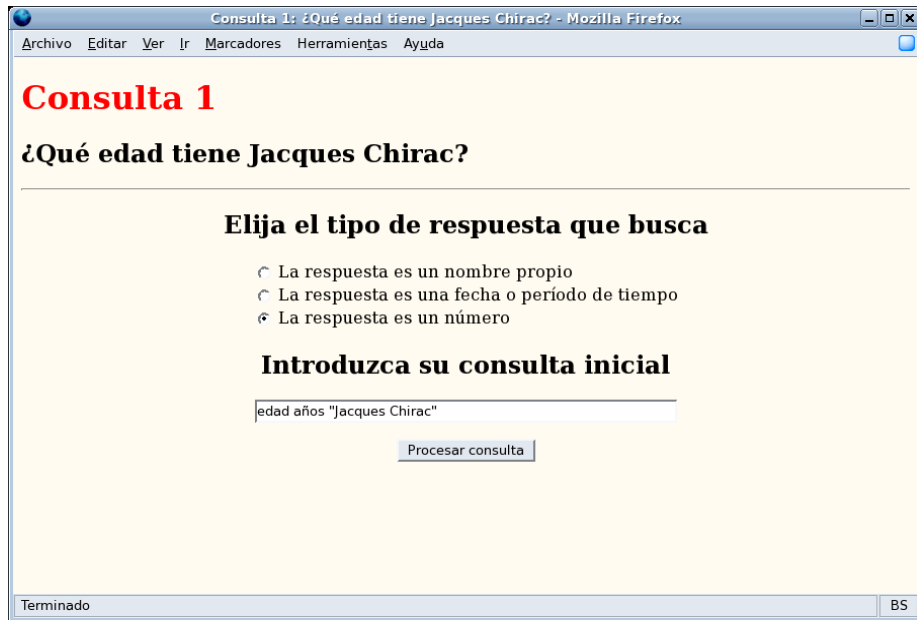 Consulta 1: ¿Qué edad tiene Jacques Chirac? - Mozilla Firefox
Archivo Editar Ver Ir Marcadores Herramientas Ayuda
Consulta 1
¿Qué edad tiene Jacques Chirac?
Elija el tipo de respuesta que busca
La respuesta es un nombre propio
La respuesta es una fecha o período de tiempo
La respuesta es un número
Introduzca su consulta inicial
edad años "Jacques Chirac"
Procesar consulta
Terminado BS